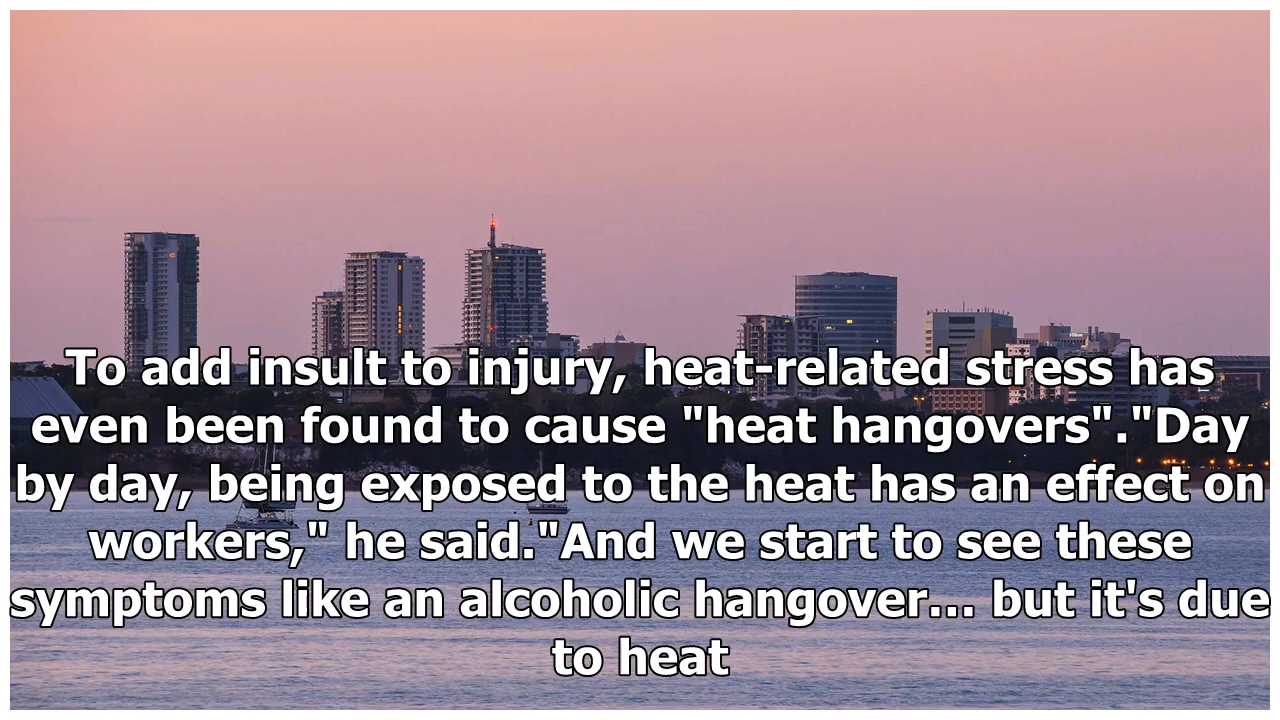 To add insult to injury, heat-related stress has
even been found to cause "heat hangovers"."Day
by day, being exposed to the heat has an effect on
workers," he said."And we start to see these
symptoms like an alcoholic hangover... but it's due
to heat